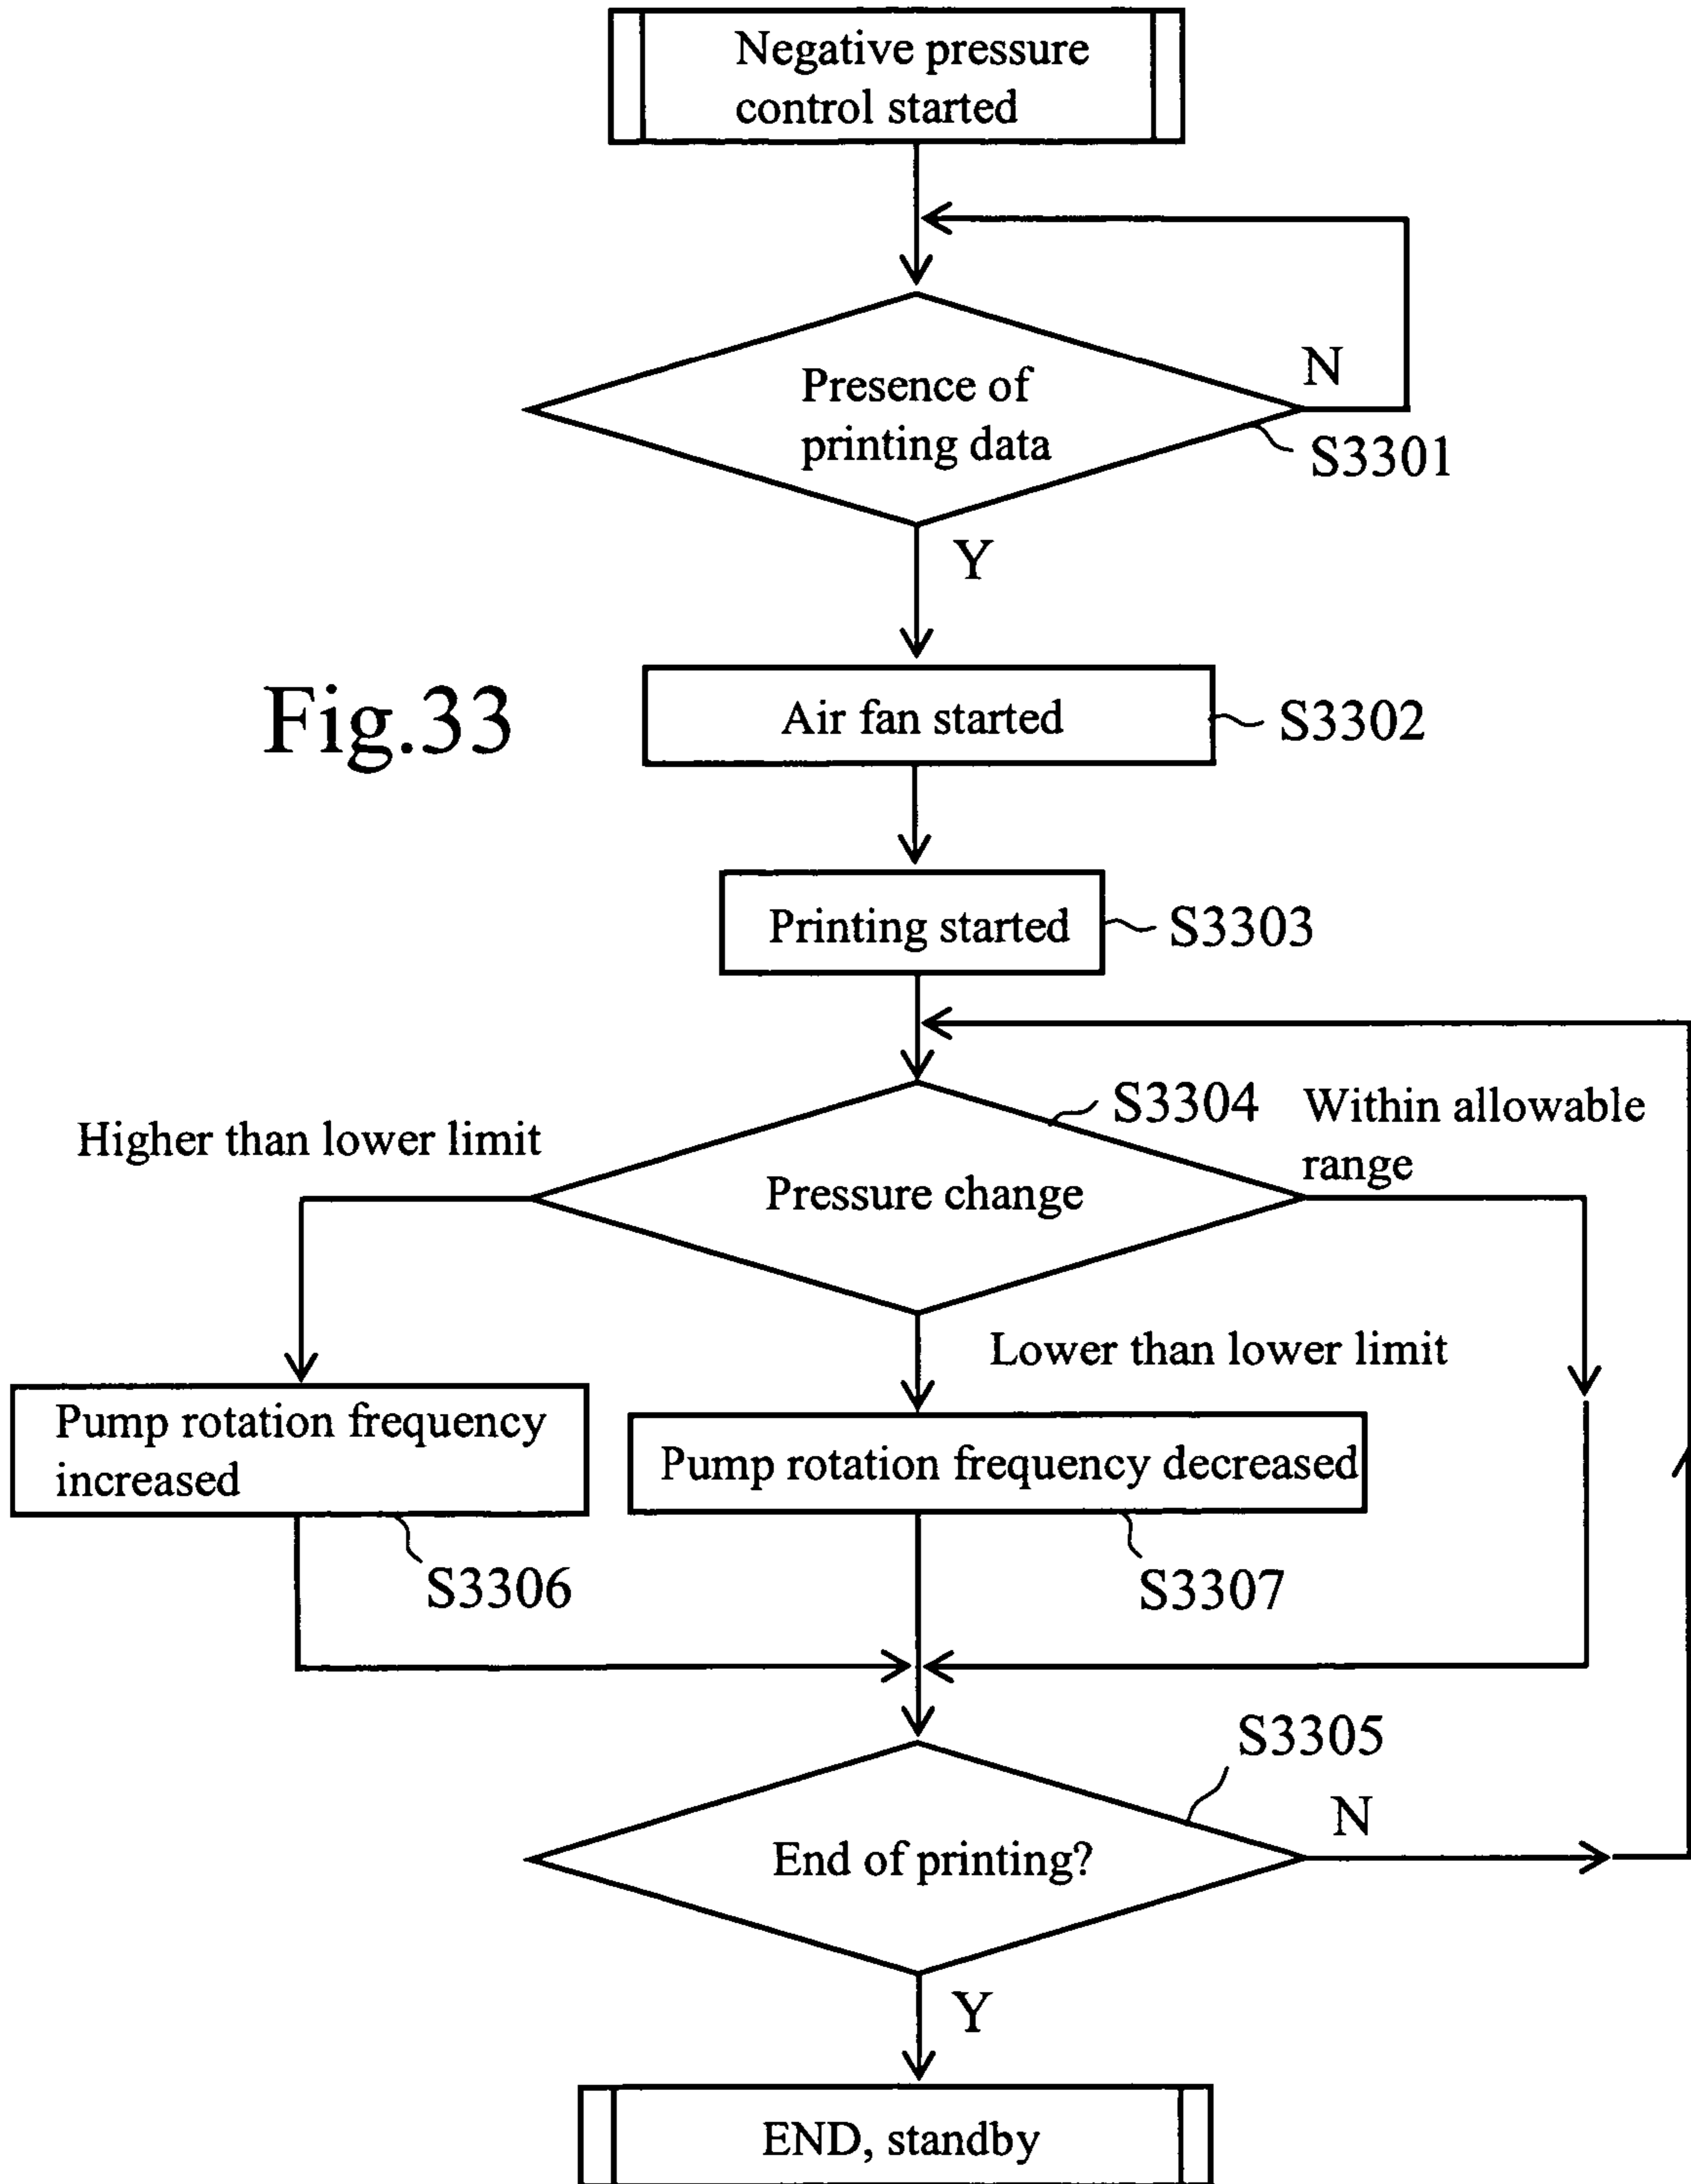 Negative pressure
control started
Presence of
printing data
N
S3301
Y
Fig.33
Air fan started
S3302
Printing started
S3303
S3304
Within allowable
range
Higher than lower limit
Pressure change
Lower than lower limit
Pump rotation frequency
increased
Pump rotation frequency decreased
S3306
S3307
S3305
N
End of printing?
Y
END, standby